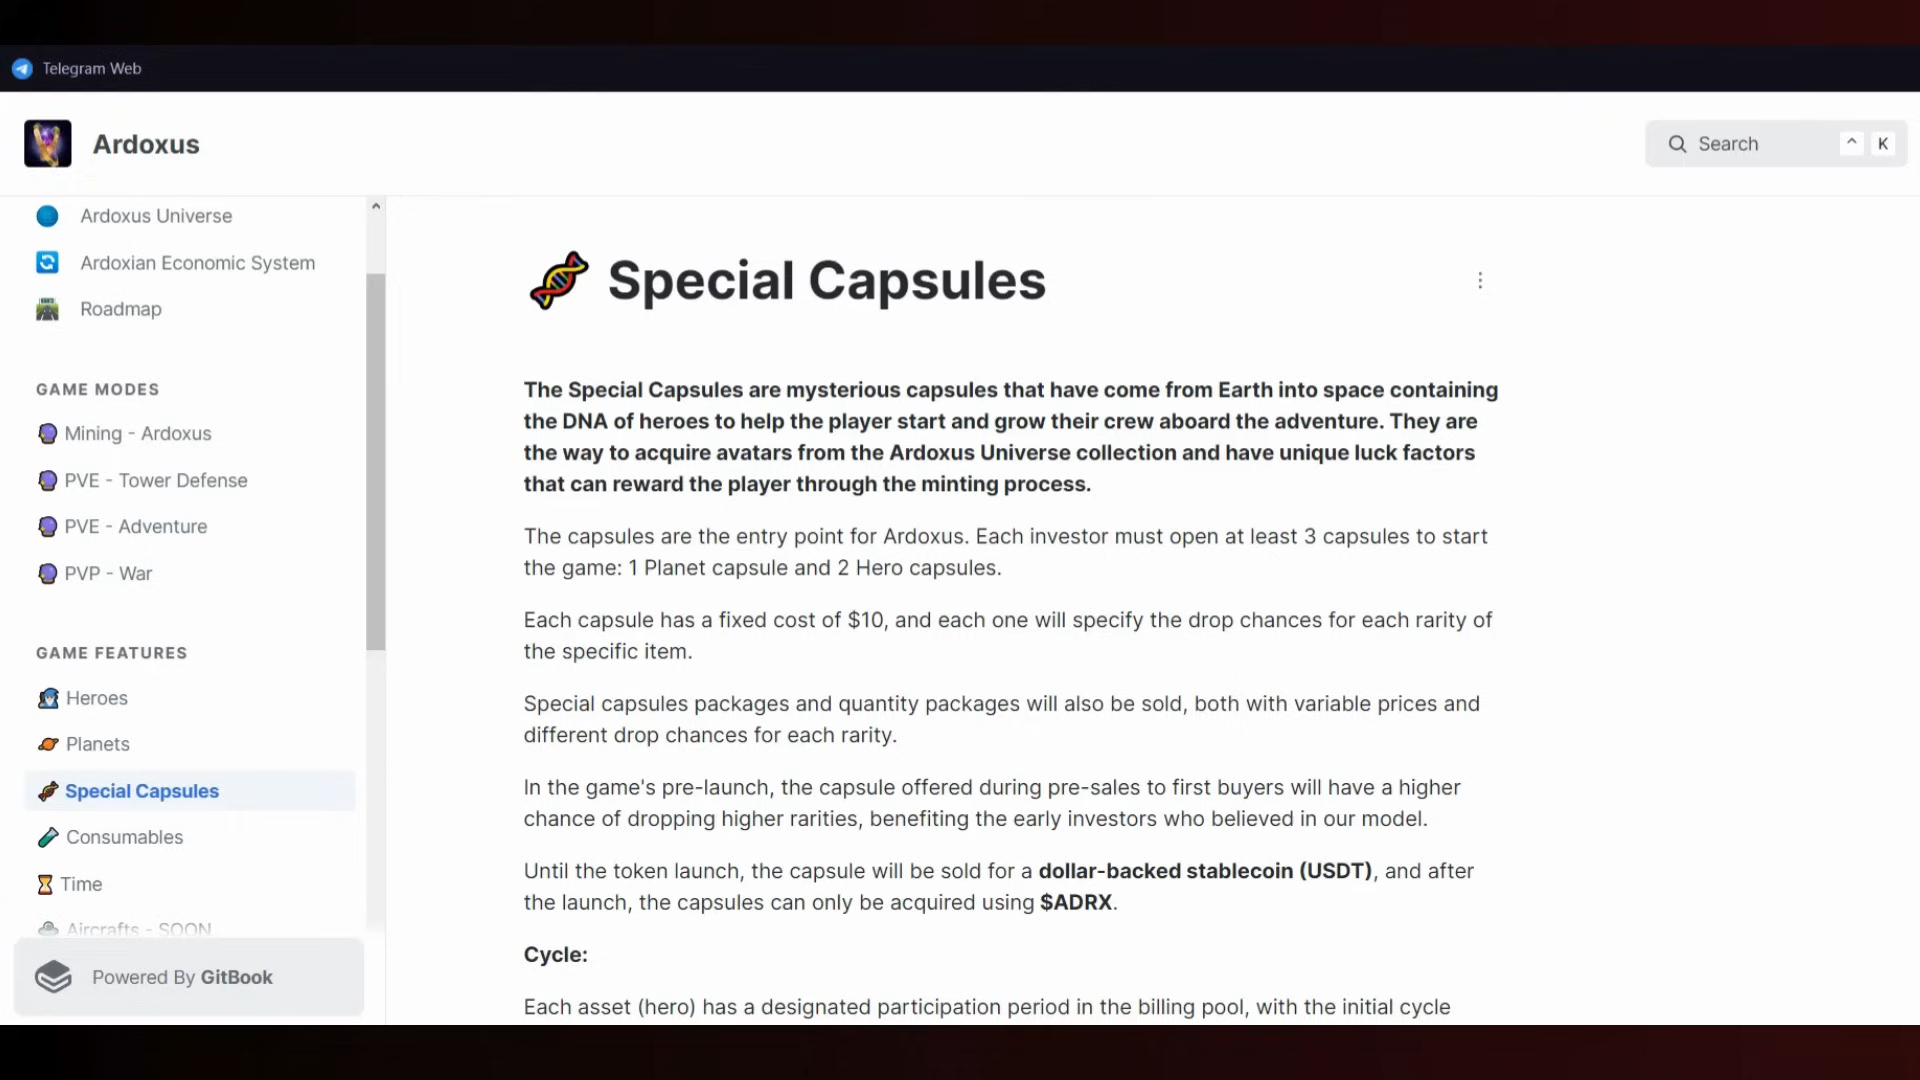 Telegram Web
Ardoxus
Search
^ K
Ardoxus Universe
Ardoxian Economic System
Roadmap
GAME MODES
Mining - Ardoxus
PVE - Tower Defense
PVE - Adventure
PVP - War
GAME FEATURES
Heroes
Planets
Special Capsules
Consumables
Time
Aircrafts - SOON
Powered By GitBook
Special Capsules
The Special Capsules are mysterious capsules that have come from Earth into space containing
the DNA of heroes to help the player start and grow their crew aboard the adventure. They are
the way to acquire avatars from the Ardoxus Universe collection and have unique luck factors
that can reward the player through the minting process.
The capsules are the entry point for Ardoxus. Each investor must open at least 3 capsules to start
the game: 1 Planet capsule and 2 Hero capsules.
Each capsule has a fixed cost of $10, and each one will specify the drop chances for each rarity of
the specific item.
Special capsules packages and quantity packages will also be sold, both with variable prices and
different drop chances for each rarity.
In the game's pre-launch, the capsule offered during pre-sales to first buyers will have a higher
chance of dropping higher rarities, benefiting the early investors who believed in our model.
Until the token launch, the capsule will be sold for a dollar-backed stablecoin (USDT), and after
the launch, the capsules can only be acquired using $ADRX.
Cycle:
Each asset (hero) has a designated participation period in the billing pool, with the initial cycle